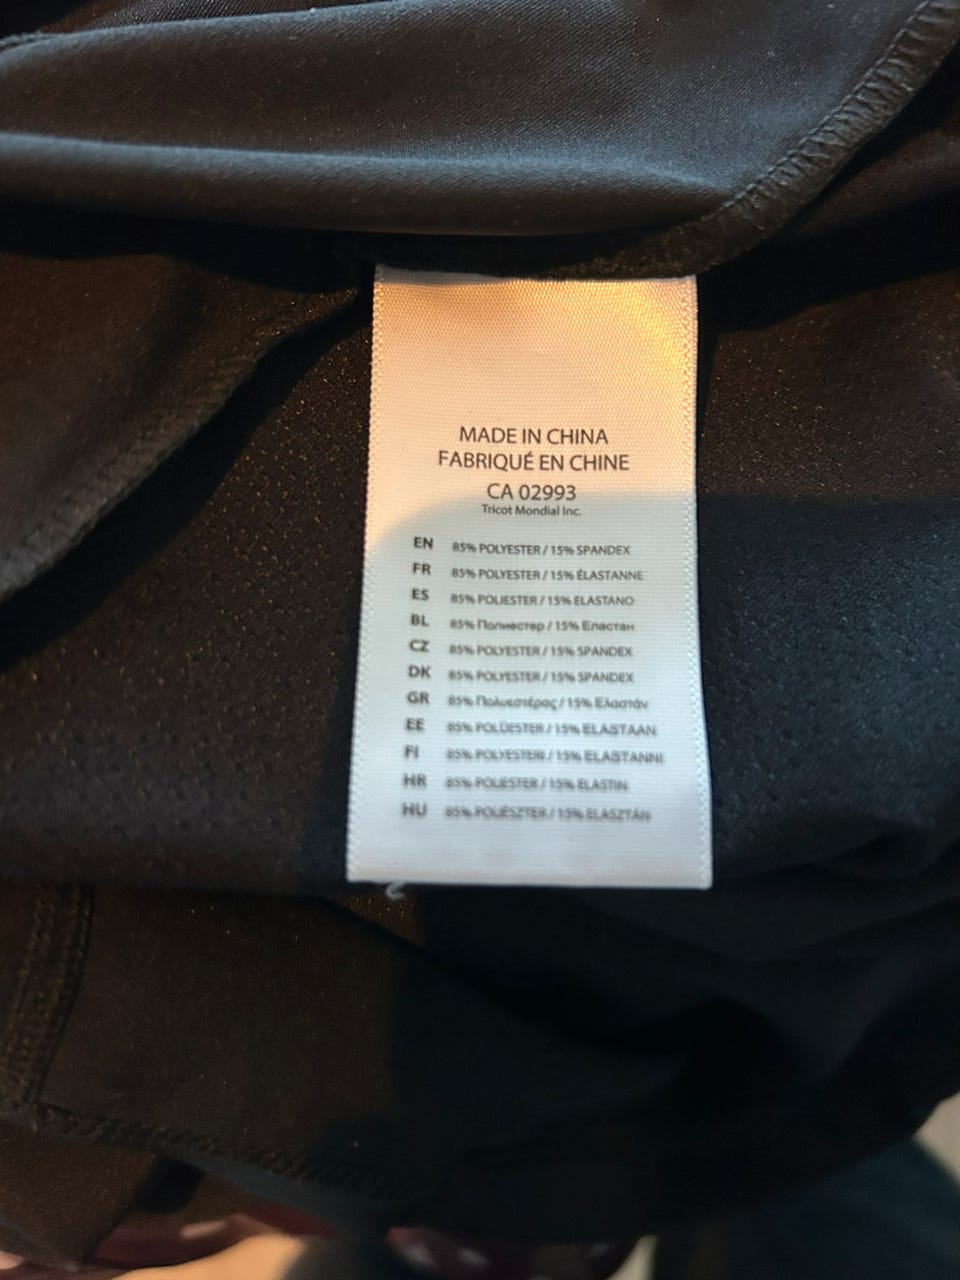 MADE IN CHINA
FABRIQUÉ EN CHINE
CA 02993
Tricot Mondial Inc.
EN 85% POLYESTER / 15% SPANDEX
FR 85% POLYESTER / 15% ÉLASTANNE
ES 85% POLIESTER / 15% ELASTANO
BL 85% Полиестер / 15% Еластан
CZ 85% POLYESTER / 15% SPANDEX
DK 85% POLYESTER / 15% SPANDEX
GR 85% Πολυεστέρας / 15% Ελαστάν
EE 85% POLÜESTER / 15% ELASTAAN
FI 85% POLYESTERI / 15% ELASTANNI
HR 85% POLIESTER / 15% ELASTIN
HU 85% POLIÉSZTER / 15% ELASZTÁN